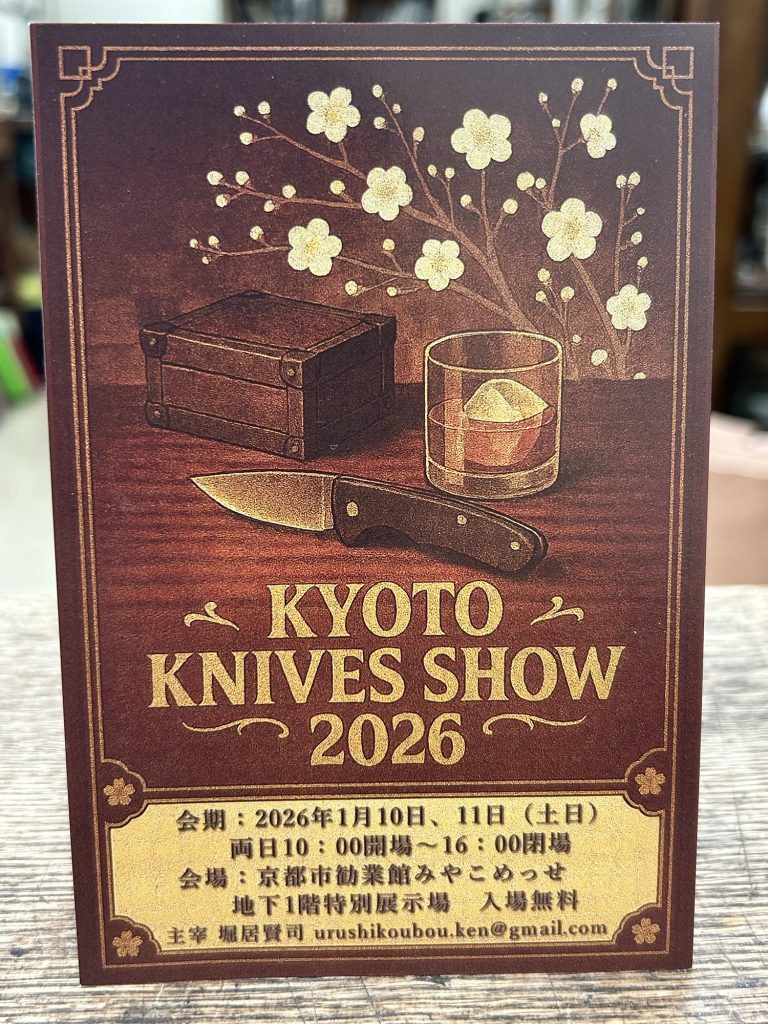 KYOTO
KNIVES SHOW
2026
会期：2026年1月10日、11日（土日）
両日10：00開場〜16：00閉場
会場：京都市勧業館みやこめっせ
地下1階特別展示場　入場無料
主宰 堀居賢司 urushikoubou.ken@gmail.com